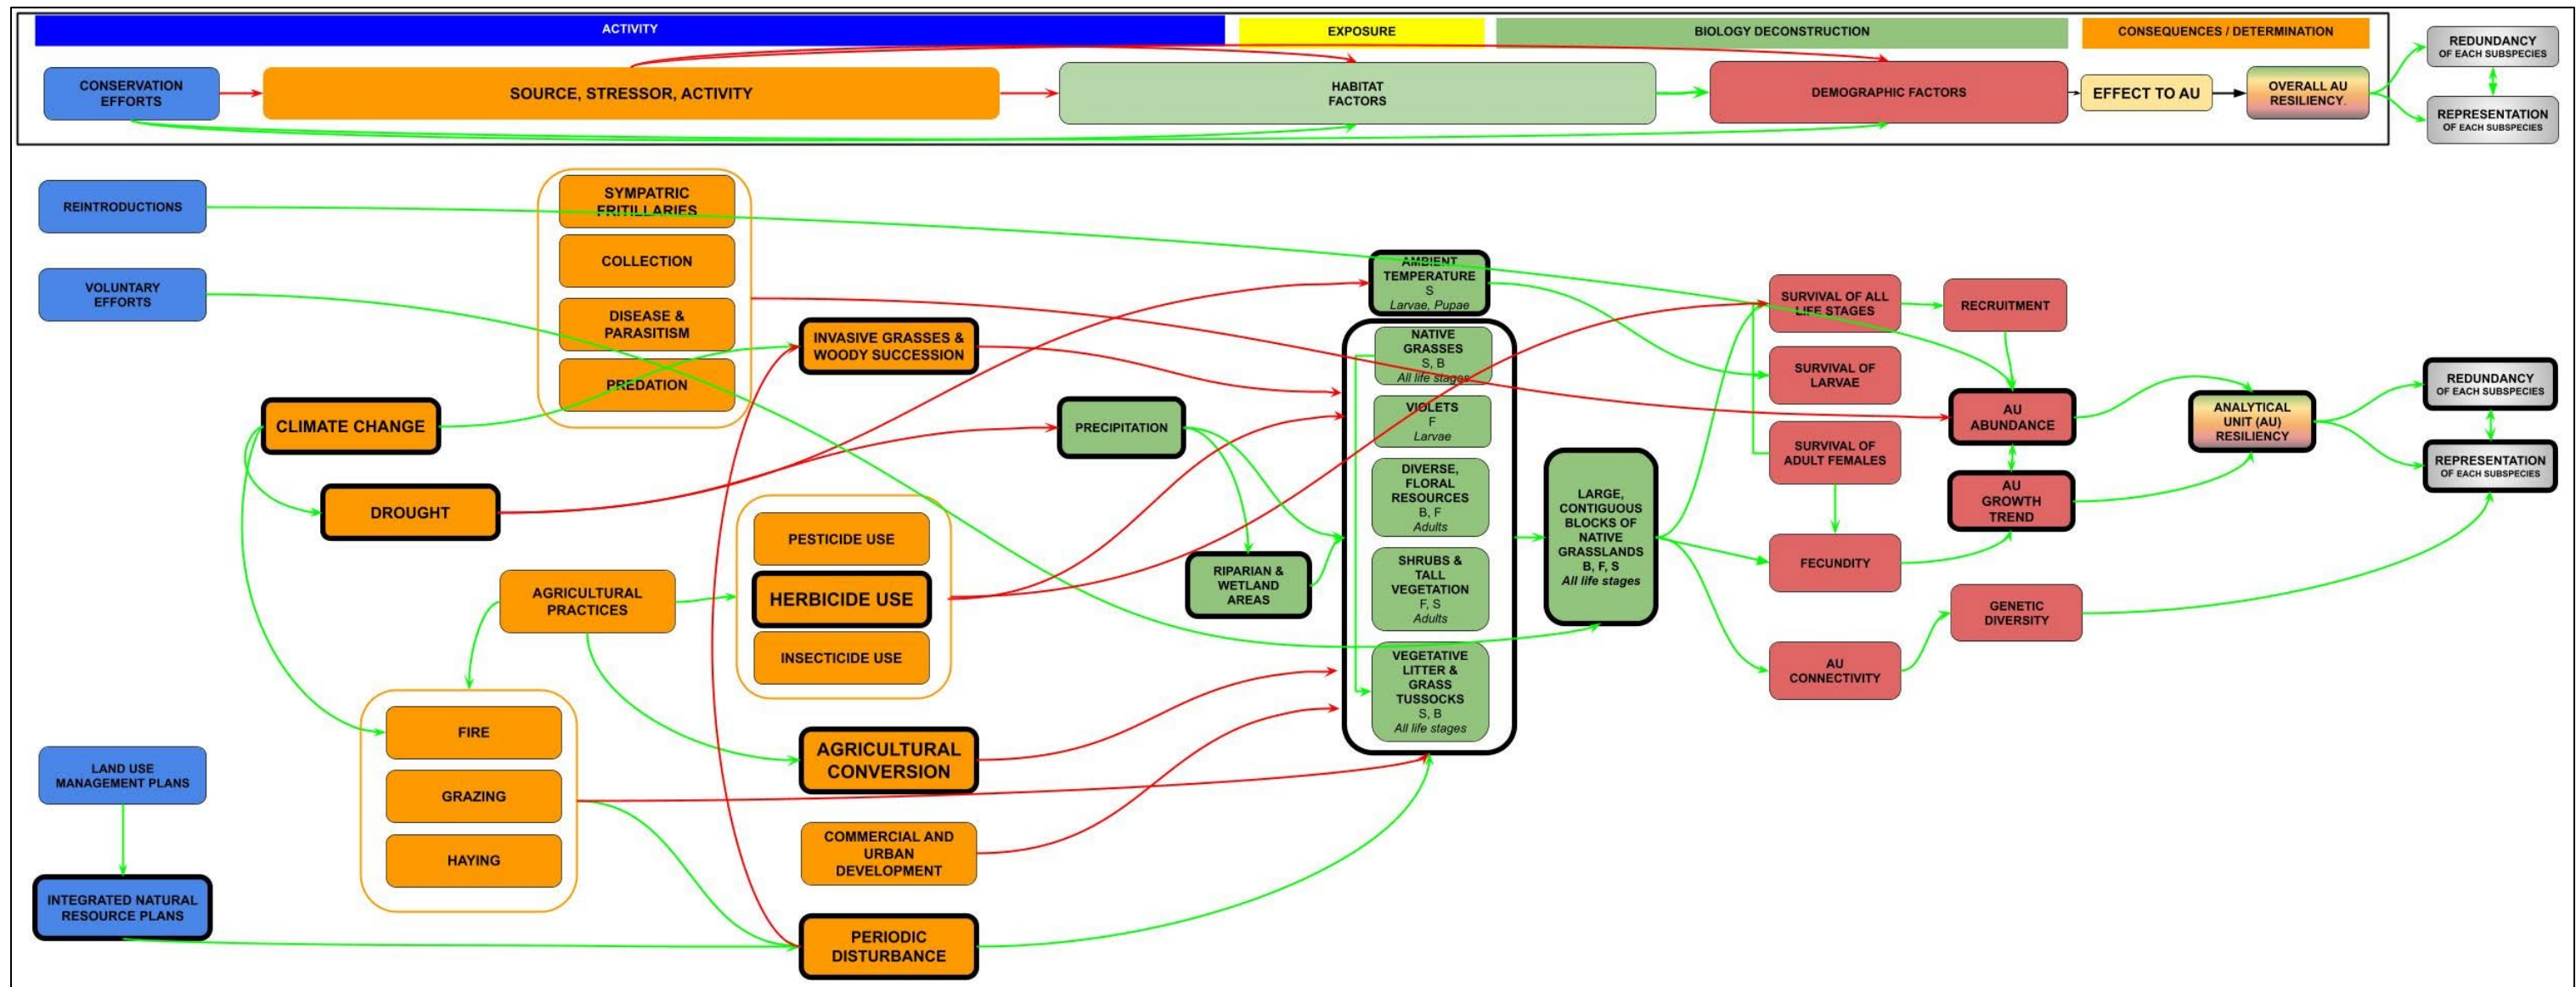 ACTIVITY
EXPOSURE
BIOLOGY DECONSTRUCTION
CONSEQUENCES / DETERMINATION
CONSERVATION
EFFORTS
SOURCE, STRESSOR, ACTIVITY
HABITAT
FACTORS
DEMOGRAPHIC FACTORS
EFFECT TO AU
OVERALL AU
RESILIENCY.
REDUNDANCY
OF EACH SUBSPECIES
REPRESENTATION
OF EACH SUBSPECIES
REINTRODUCTIONS
VOLUNTARY
EFFORTS
LAND USE
MANAGEMENT PLANS
INTEGRATED NATURAL
RESOURCE PLANS
CLIMATE CHANGE
DROUGHT
SYMPATRIC
FRITILLARIES
COLLECTION
DISEASE &
PARASITISM
PREDATION
AGRICULTURAL
PRACTICES
FIRE
GRAZING
HAYING
INVASIVE GRASSES &
WOODY SUCCESSION
PESTICIDE USE
HERBICIDE USE
INSECTICIDE USE
AGRICULTURAL
CONVERSION
COMMERCIAL AND
URBAN
DEVELOPMENT
PERIODIC
DISTURBANCE
PRECIPITATION
RIPARIAN &
WETLAND
AREAS
AMBIENT
TEMPERATURE
S
Larvae, Pupae
NATIVE
GRASSES
S, B
All life stages
VIOLETS
F
Larvae
DIVERSE,
FLORAL
RESOURCES
B, F
Adults
SHRUBS &
TALL
VEGETATION
F, S
Adults
VEGETATIVE
LITTER &
GRASS
TUSSOCKS
S, B
All life stages
LARGE,
CONTIGUOUS
BLOCKS OF
NATIVE
GRASSLANDS
B, F, S
All life stages
SURVIVAL OF ALL
LIFE STAGES
SURVIVAL OF
LARVAE
SURVIVAL OF
ADULT FEMALES
FECUNDITY
AU
CONNECTIVITY
RECRUITMENT
AU
ABUNDANCE
AU
GROWTH
TREND
GENETIC
DIVERSITY
ANALYTICAL
UNIT (AU)
RESILIENCY
REDUNDANCY
OF EACH SUBSPECIES
REPRESENTATION
OF EACH SUBSPECIES